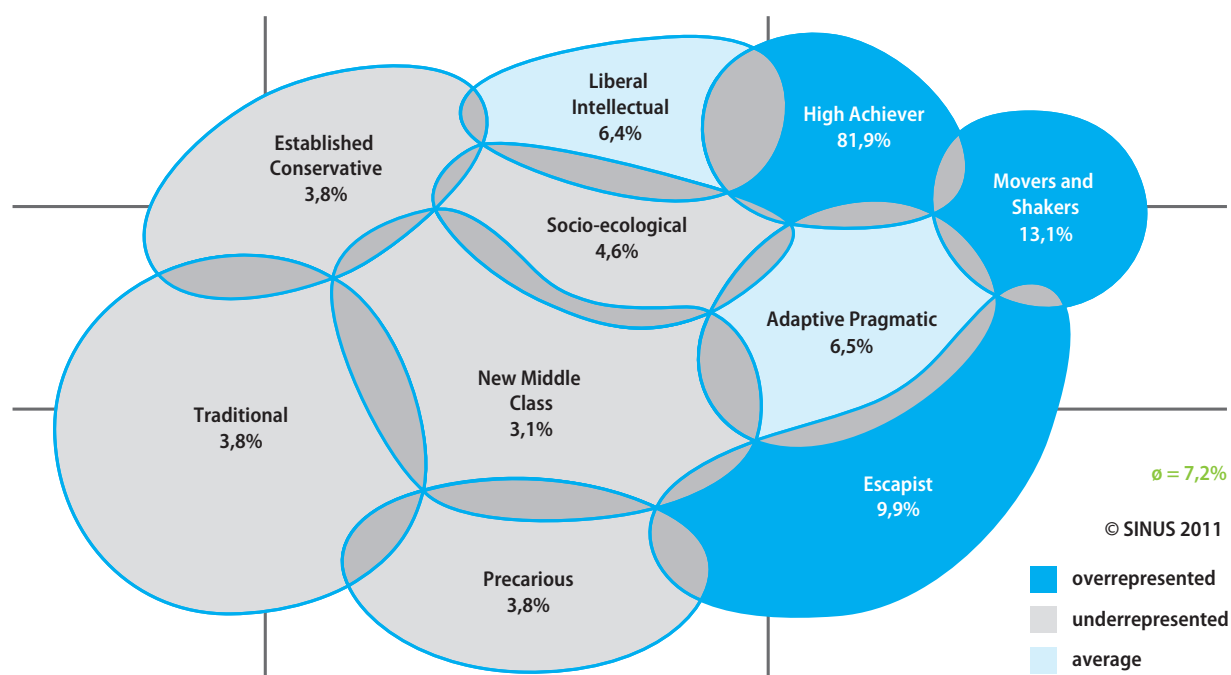 Liberal
Intellectual
6,4%
High Achiever
81,9%
Established
Conservative
3,8%
Movers and
Shakers
13,1%
Socio-ecological
4,6%
Adaptive Pragmatic
6,5%
New Middle
Class
3,1%
Traditional
3,8%
Escapist
9,9%
Precarious
3,8%
ø = 7,2%
© SINUS 2011
overrepresented
underrepresented
average